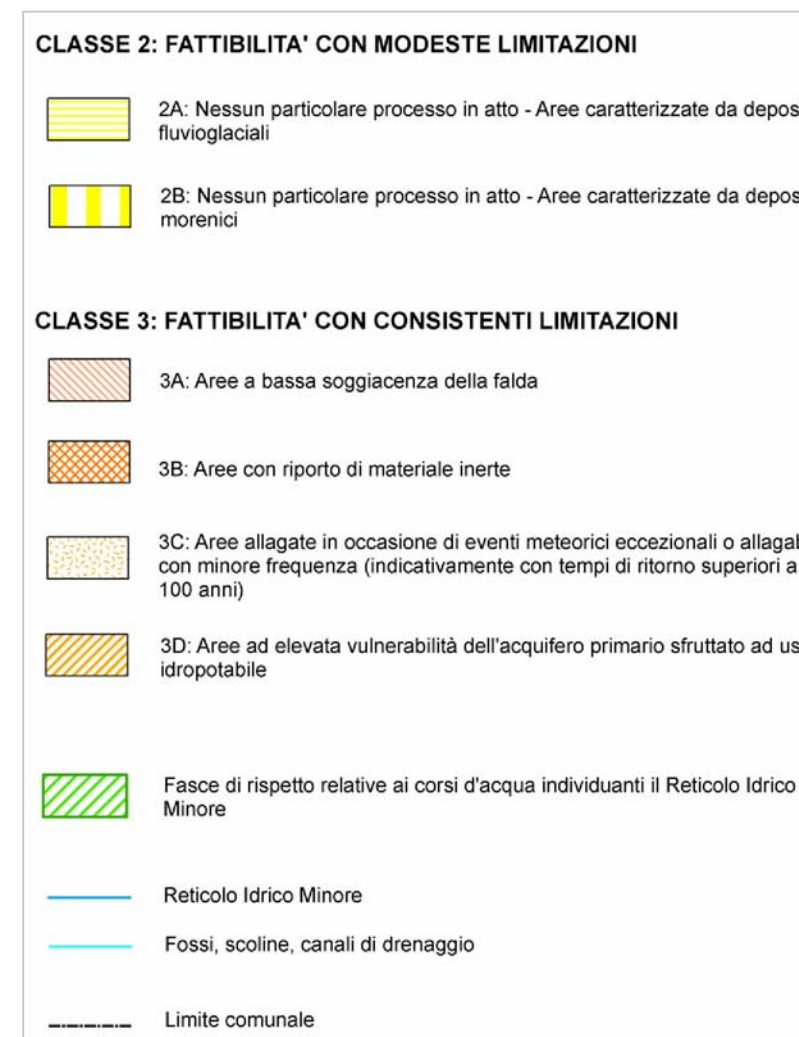 CLASSE 2: FATTIBILITA' CON MODESTE LIMITAZIONI
2A: Nessun particolare processo in atto - Aree caratterizzate da depos
fluvioglaciali
2B: Nessun particolare processo in atto - Aree caratterizzate da depos
morenici
CLASSE 3: FATTIBILITA' CON CONSISTENTI LIMITAZIONI
3A: Aree a bassa soggiacenza della falda
3B: Aree con riporto di materiale inerte
3C: Aree allagate in occasione di eventi meteorici eccezionali o allagab
con minore frequenza (indicativamente con tempi di ritorno superiori a
100 anni)
3D: Aree ad elevata vulnerabilità dell'acquifero primario sfruttato ad us
idropotabile
Fasce di rispetto relative ai corsi d'acqua individuanti il Reticolo Idrico
Minore
Reticolo Idrico Minore
Fossi, scoline, canali di drenaggio
Limite comunale